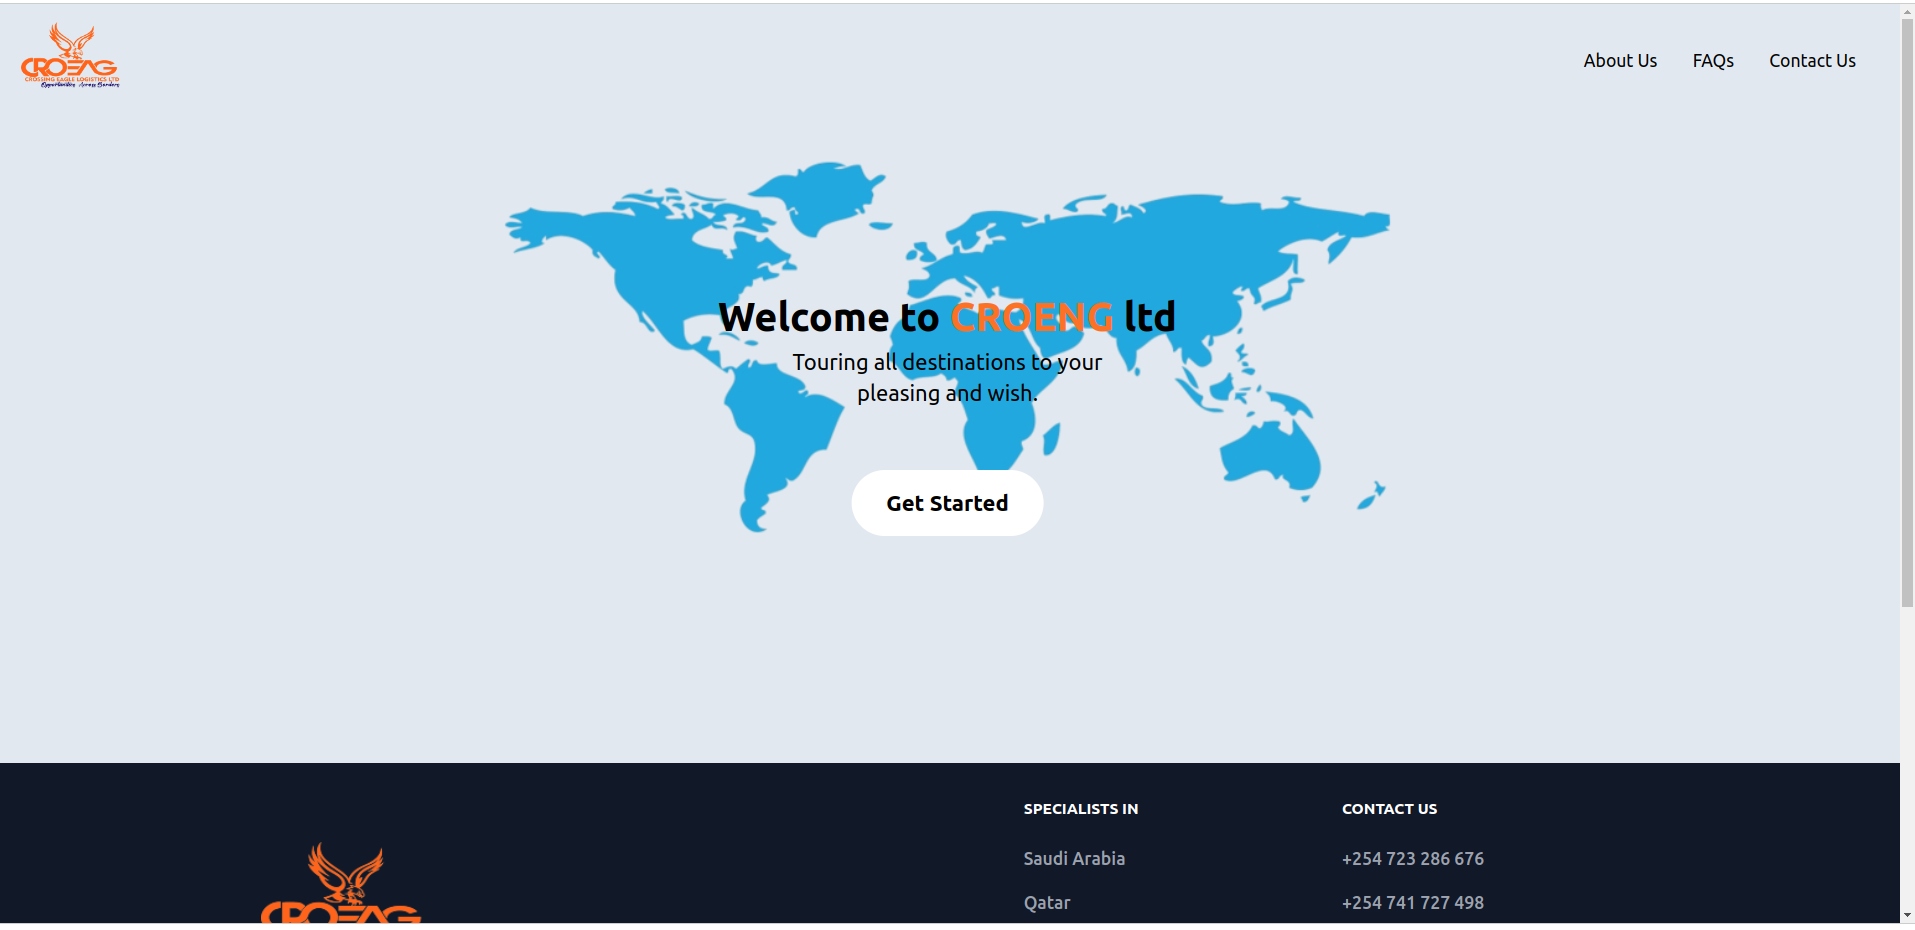 CROEAG
CROSSING EAGLE LOGISTICS LTD
Opportunities Across Borders
About Us
FAQs
Contact Us
Welcome to CROENG ltd
Touring all destinations to your
pleasing and wish.
Get Started
CROEAG
SPECIALISTS IN
Saudi Arabia
Qatar
CONTACT US
+254 723 286 676
+254 741 727 498